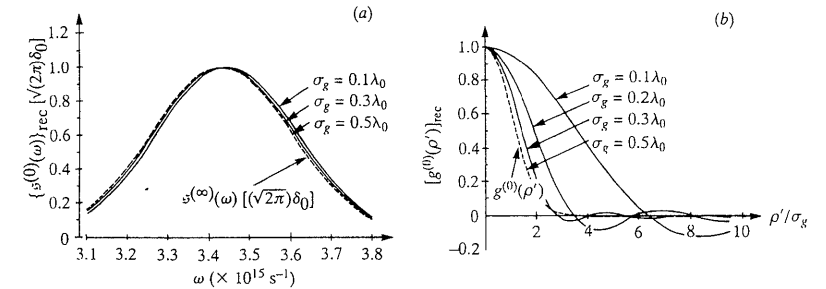 (a)
{𝔰^(0)(ω)}rec [√(2π)δ0]
1.2
1.0
0.8
0.6
0.4
0.2
0
σg = 0.1λ0
σg = 0.3λ0
σg = 0.5λ0
𝔰^(∞)(ω) [(√2π)δ0]
3.1 3.2 3.3 3.4 3.5 3.6 3.7 3.8
ω (× 10^15 s^−1)
(b)
[g^(0)(ρ′)]rec
1.0
0.8
0.6
0.4
0.2
0
−0.2
σg = 0.1λ0
σg = 0.2λ0
σg = 0.3λ0
σg = 0.5λ0
g^(0)(ρ′)
2 4 6 8 10
ρ′/σg